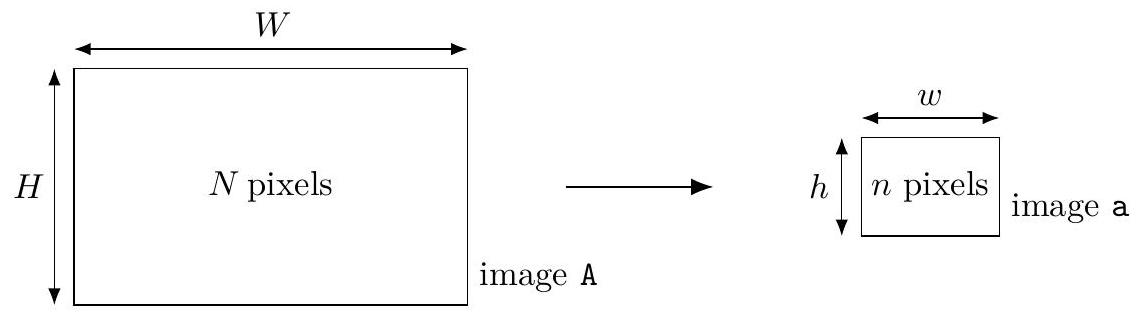 W
H
N pixels
image A
w
h
n pixels
image a